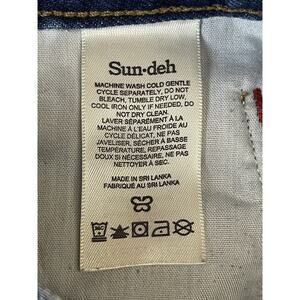 Sun-deh
MACHINE WASH COLD GENTLE
CYCLE SEPARATELY, DO NOT
BLEACH, TUMBLE DRY LOW,
COOL IRON ONLY IF NEEDED, DO
NOT DRY CLEAN.
LAVER SÉPARÉMENT À LA
MACHINE À L'EAU FROIDE AU
CYCLE DÉLICAT, NE PAS
JAVELISER, SÉCHER À BASSE
TEMPÉRATURE, REPASSAGE
DOUX SI NÉCESSAIRE, NE PAS
NETTOYER À SEC.
MADE IN SRI LANKA
FABRIQUÉ AU SRI LANKA